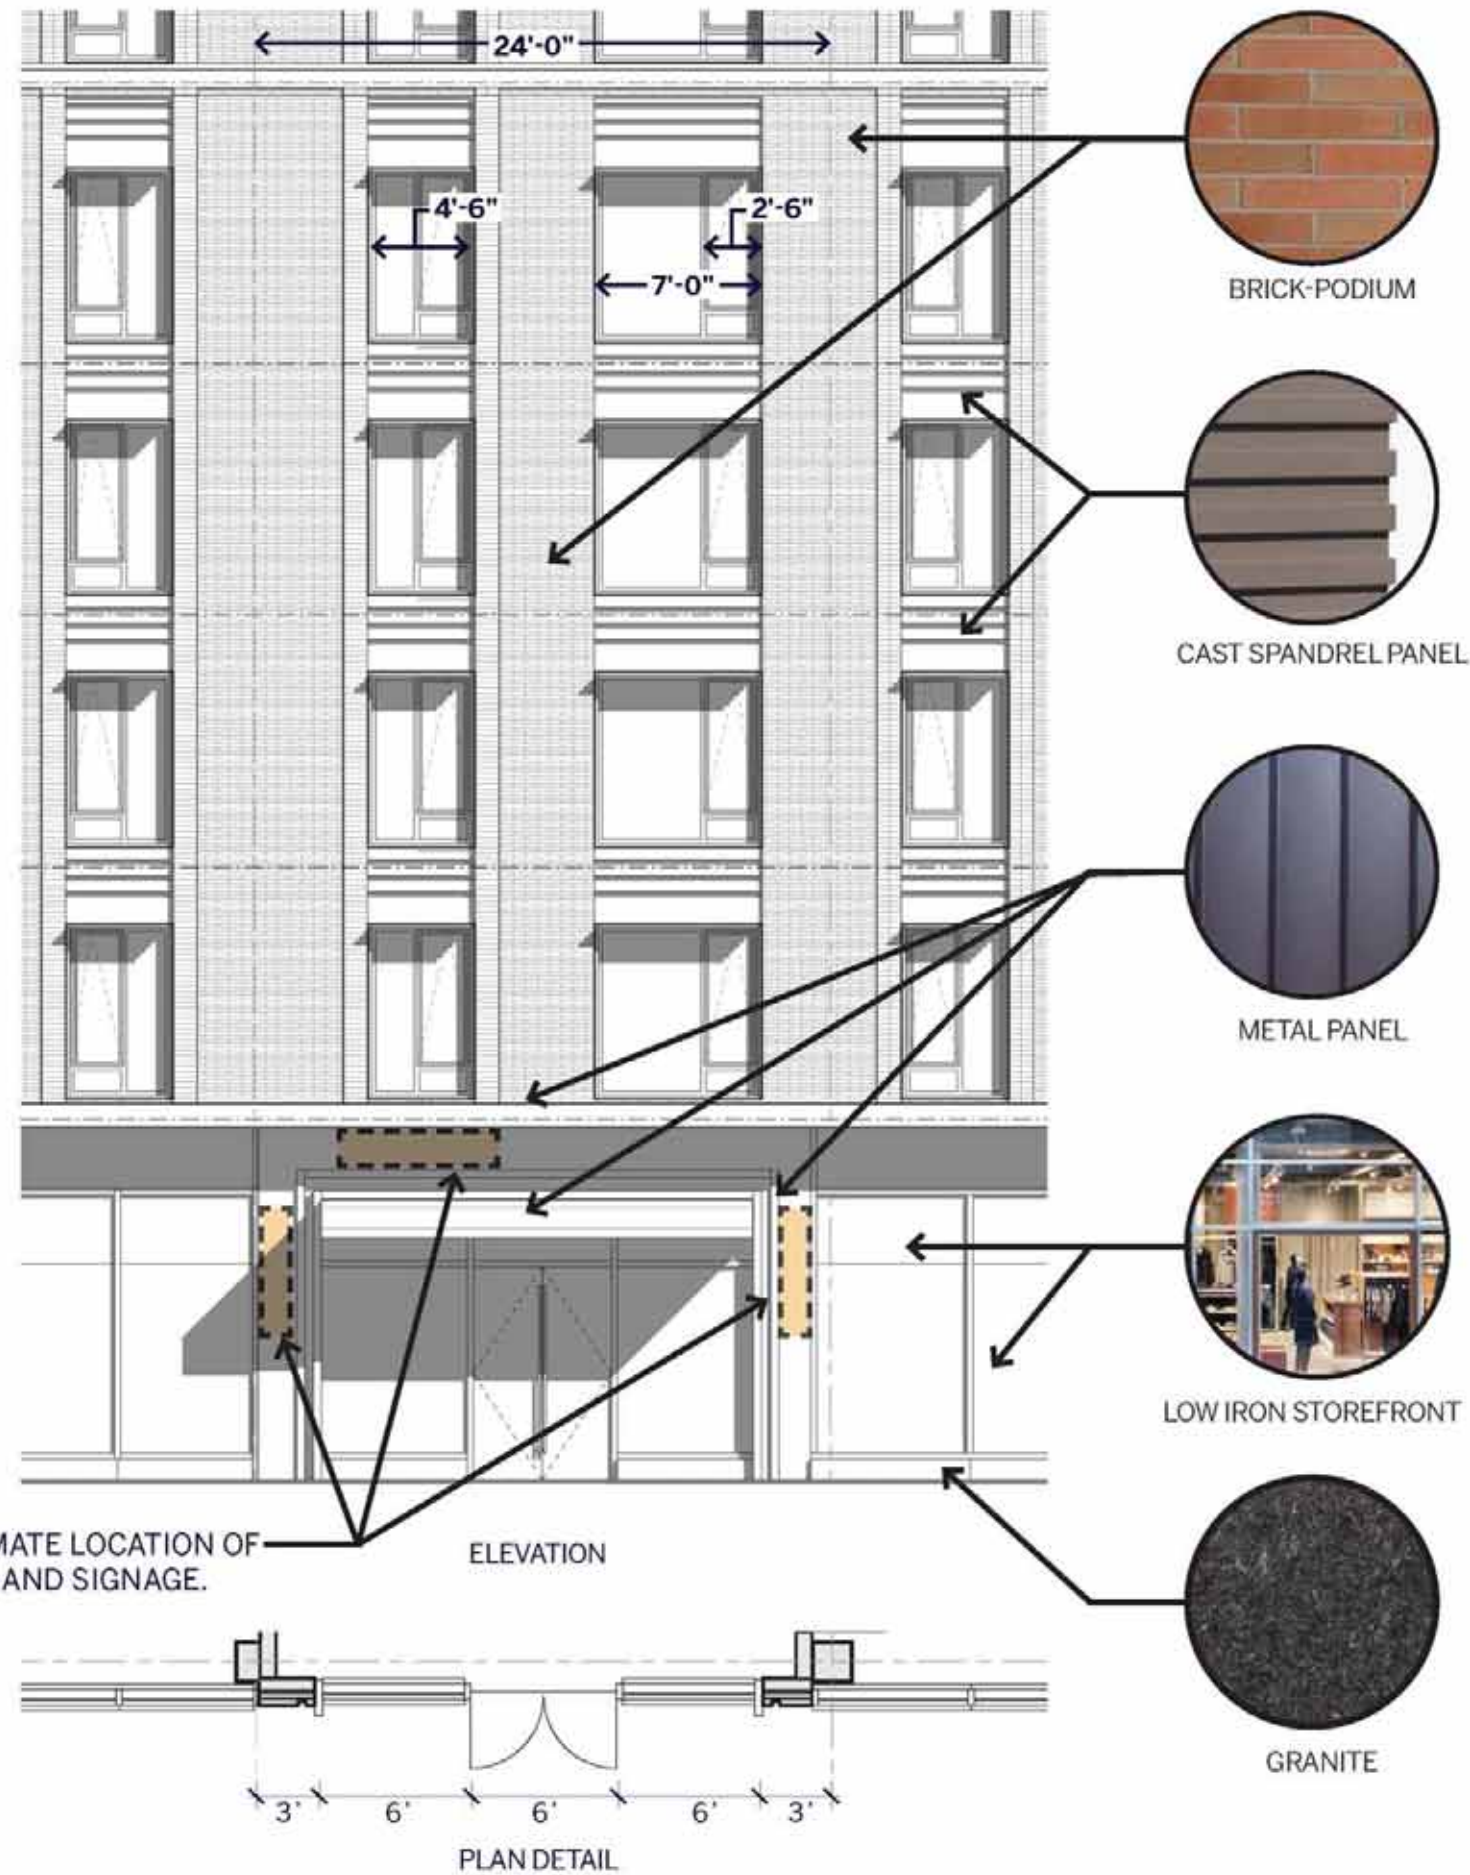 24'-0"
4'-6"
2'-6"
7'-0"
BRICK-PODIUM
CAST SPANDREL PANEL
METAL PANEL
LOW IRON STOREFRONT
GRANITE
LOCATION OF
AND SIGNAGE.
ELEVATION
3' 6' 6' 6' 3'
PLAN DETAIL